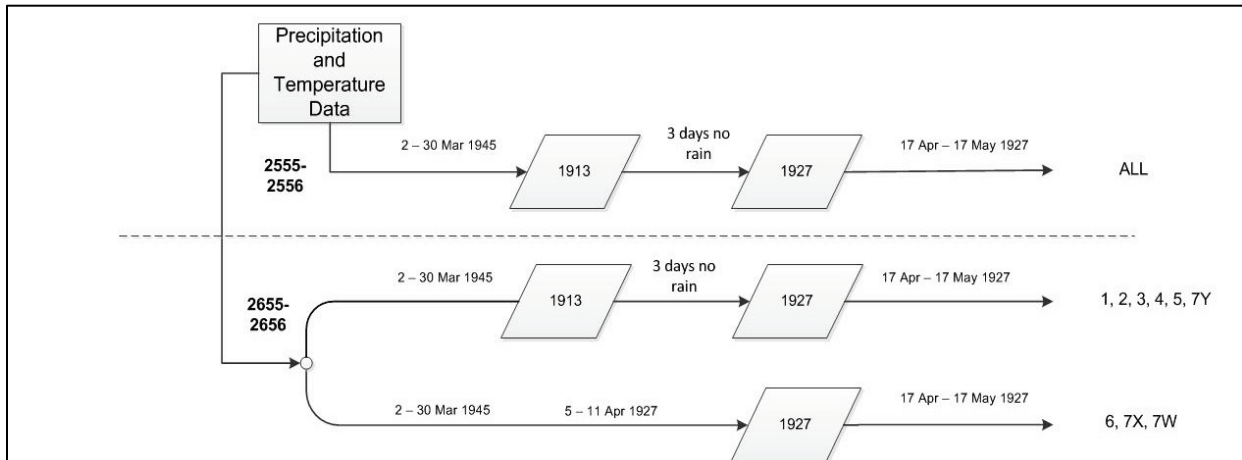 Precipitation
and
Temperature
Data
2555-
2556
2 – 30 Mar 1945
1913
3 days no
rain
1927
17 Apr – 17 May 1927
ALL
2655-
2656
2 – 30 Mar 1945
1913
3 days no
rain
1927
17 Apr – 17 May 1927
1, 2, 3, 4, 5, 7Y
2 – 30 Mar 1945
5 – 11 Apr 1927
1927
17 Apr – 17 May 1927
6, 7X, 7W